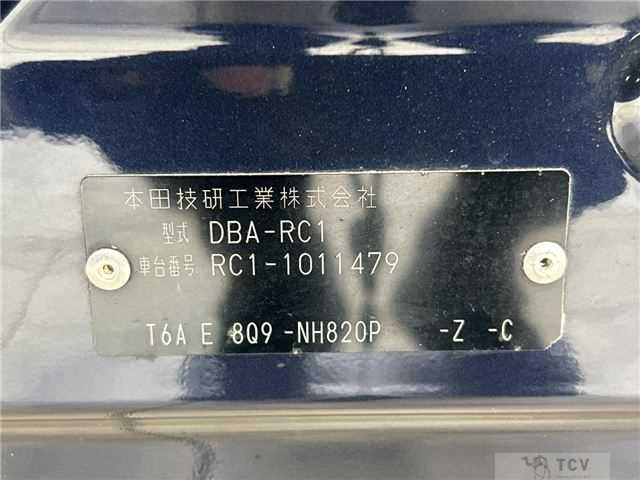 本田技研工業株式会社
型式 DBA-RC1
車台番号 RC1-1011479
T6A E 8Q9 -NH820P -Z -C
TCV